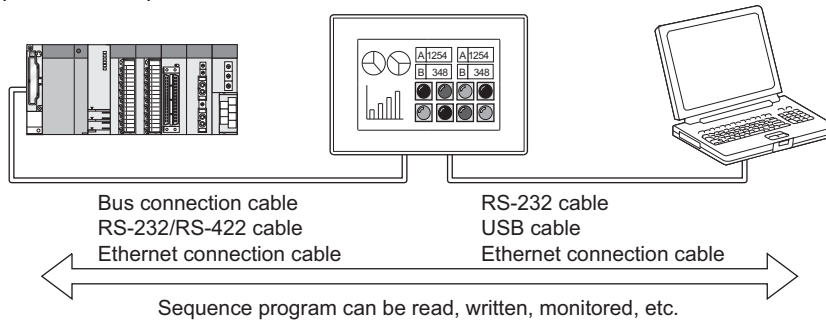 A 1254 A 1254
B 348 B 348
Bus connection cable
RS-232/RS-422 cable
Ethernet connection cable
RS-232 cable
USB cable
Ethernet connection cable
Sequence program can be read, written, monitored, etc.